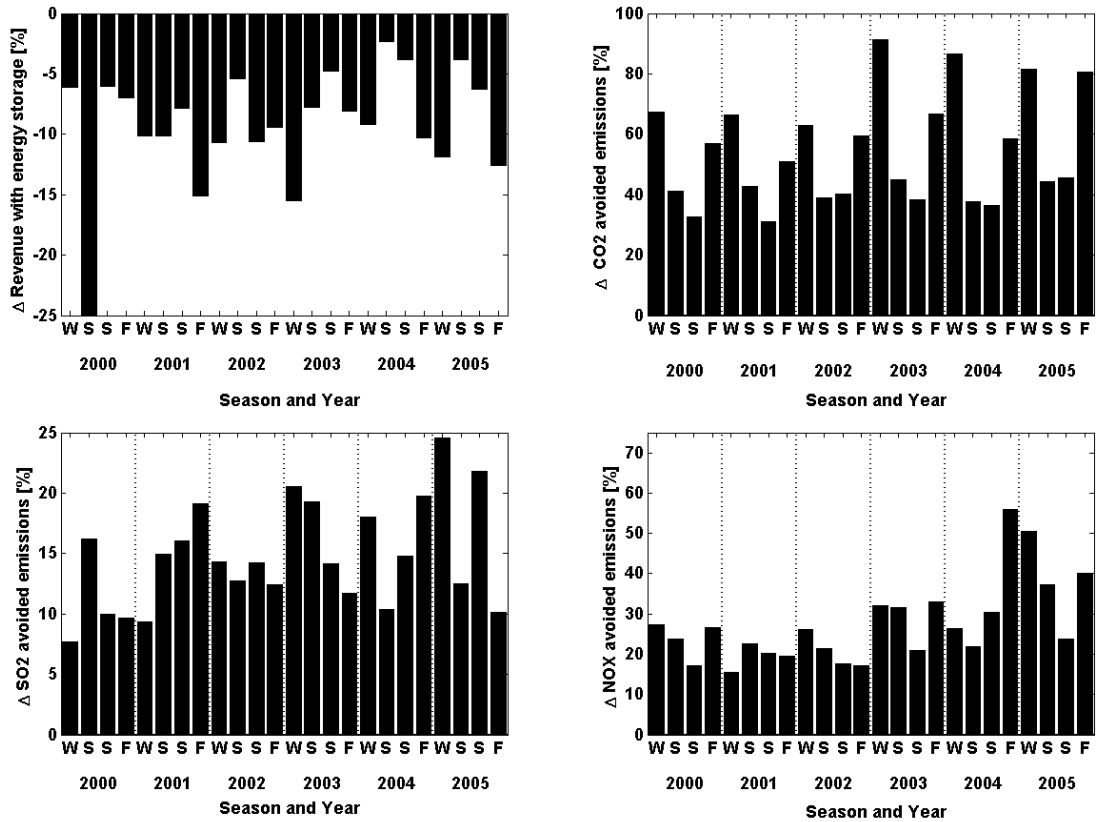 Δ Revenue with energy storage [%]
0
-5
-10
-15
-20
-25
W S S F W S S F W S S F W S S F W S S F W S S F
2000 2001 2002 2003 2004 2005
Season and Year
Δ CO2 avoided emissions [%]
100
80
60
40
20
0
W S S F W S S F W S S F W S S F W S S F W S S F
2000 2001 2002 2003 2004 2005
Season and Year
Δ SO2 avoided emissions [%]
25
20
15
10
5
0
W S S F W S S F W S S F W S S F W S S F W S S F
2000 2001 2002 2003 2004 2005
Season and Year
Δ NOX avoided emissions [%]
70
60
50
40
30
20
10
0
W S S F W S S F W S S F W S S F W S S F W S S F
2000 2001 2002 2003 2004 2005
Season and Year